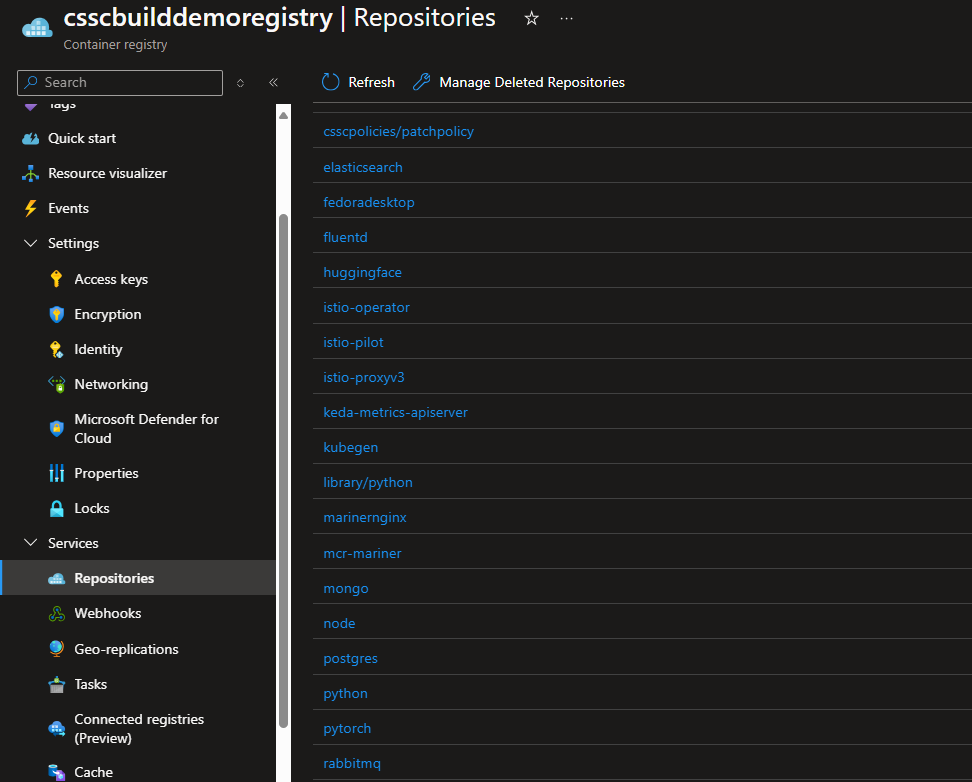 csscbuilddemoregistry | Repositories
Container registry
Search
Refresh
Manage Deleted Repositories
Tags
Quick start
Resource visualizer
Events
Settings
Access keys
Encryption
Identity
Networking
Microsoft Defender for
Cloud
Properties
Locks
Services
Repositories
Webhooks
Geo-replications
Tasks
Connected registries
(Preview)
Cache
csscpolicies/patchpolicy
elasticsearch
fedoradesktop
fluentd
huggingface
istio-operator
istio-pilot
istio-proxyv3
keda-metrics-apiserver
kubegen
library/python
marinernginx
mcr-mariner
mongo
node
postgres
python
pytorch
rabbitmq